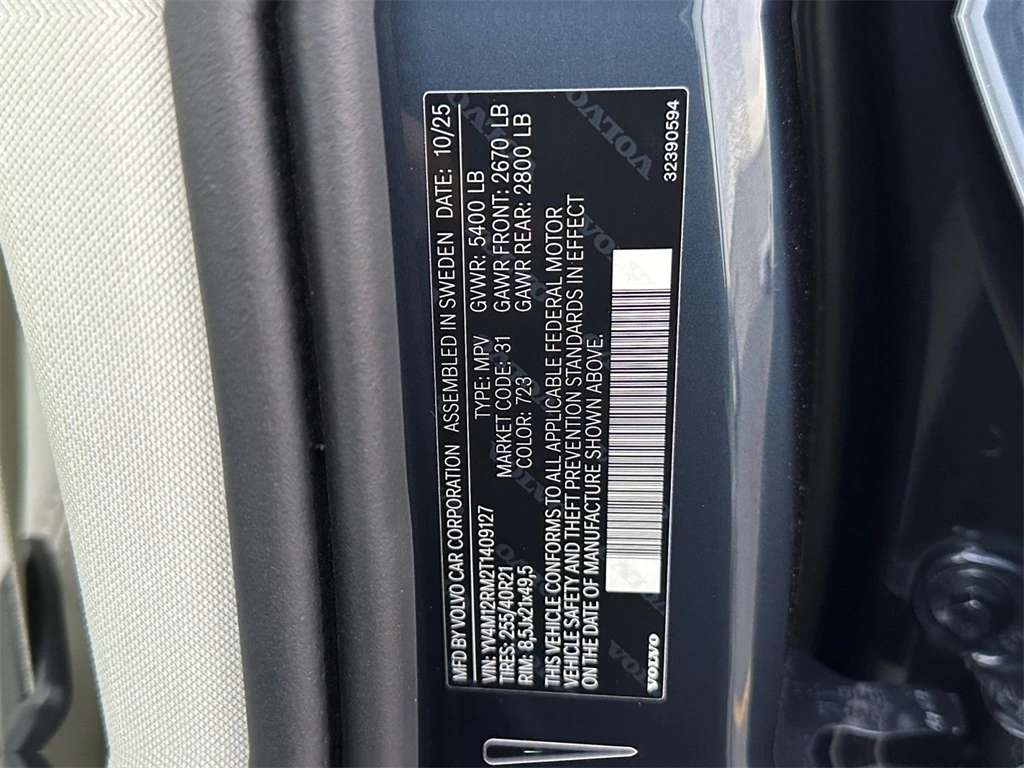 MFD BY VOLVO CAR CORPORATION ASSEMBLED IN SWEDEN DATE: 10/25
VIN: YV4M12RM2T1409127 TYPE: MPV GVWR: 5400 LB
TIRES: 255/40R21 MARKET CODE: 31 GAWR FRONT: 2670 LB
RIM: 8,5Jx21x49,5 COLOR: 723 GAWR REAR: 2800 LB
THIS VEHICLE CONFORMS TO ALL APPLICABLE FEDERAL MOTOR
VEHICLE SAFETY AND THEFT PREVENTION STANDARDS IN EFFECT
ON THE DATE OF MANUFACTURE SHOWN ABOVE.
VOLVO 32390594